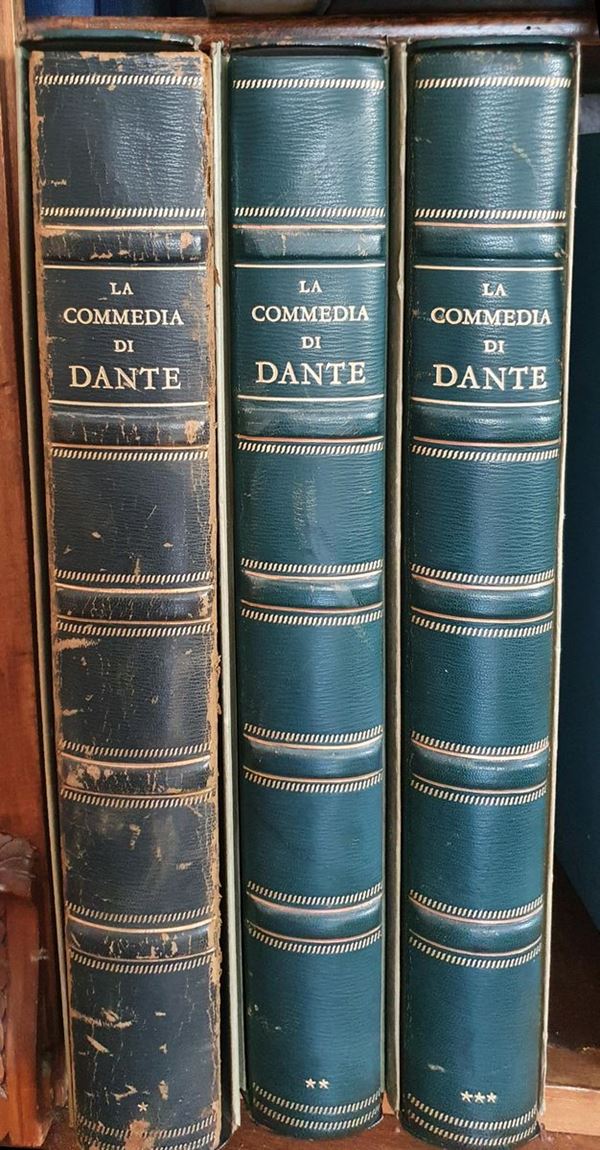 LA
COMMEDIA
DI
DANTE
*
LA
COMMEDIA
DI
DANTE
**
LA
COMMEDIA
DI
DANTE
***